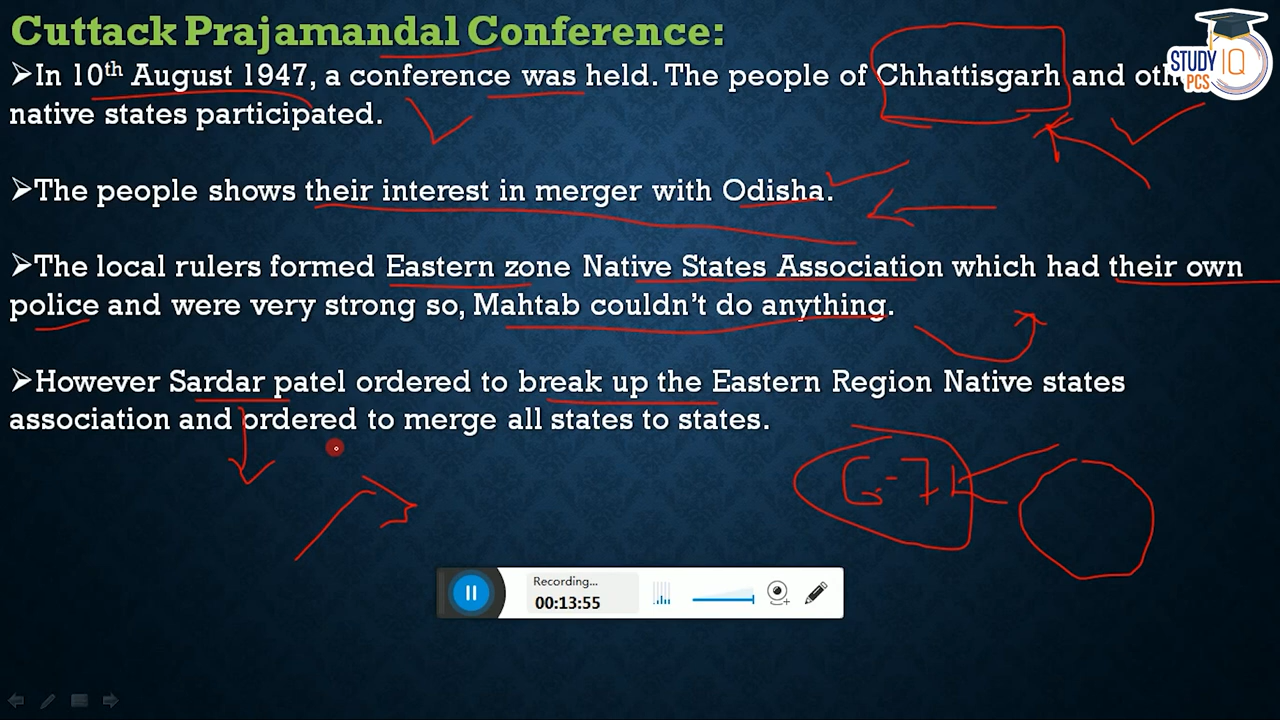 Cuttack Prajamandal Conference:
➢In 10th August 1947, a conference was held. The people of Chhattisgarh and oth
native states participated.
➢The people shows their interest in merger with Odisha.
➢The local rulers formed Eastern zone Native States Association which had their own
police and were very strong so, Mahtab couldn't do anything.
➢However Sardar patel ordered to break up the Eastern Region Native states
association and ordered to merge all states to states.
STUDY IQ
PCS
Recording...
00:13:55